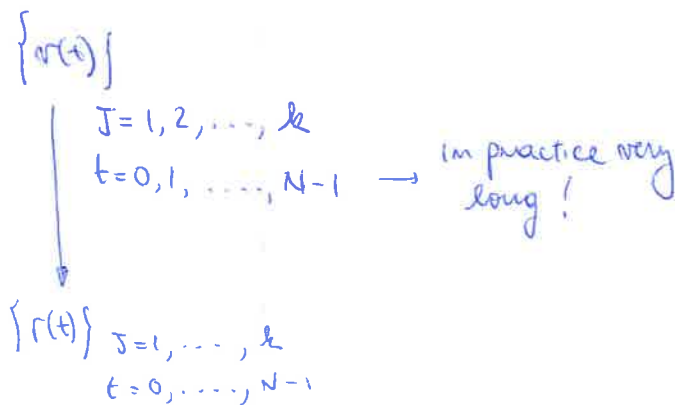 {v(t)}
J = 1, 2, ..., k
t = 0, 1, ....., N-1 → in practice very
long !
{r(t)} J = 1, ...., k
t = 0, ....., N-1